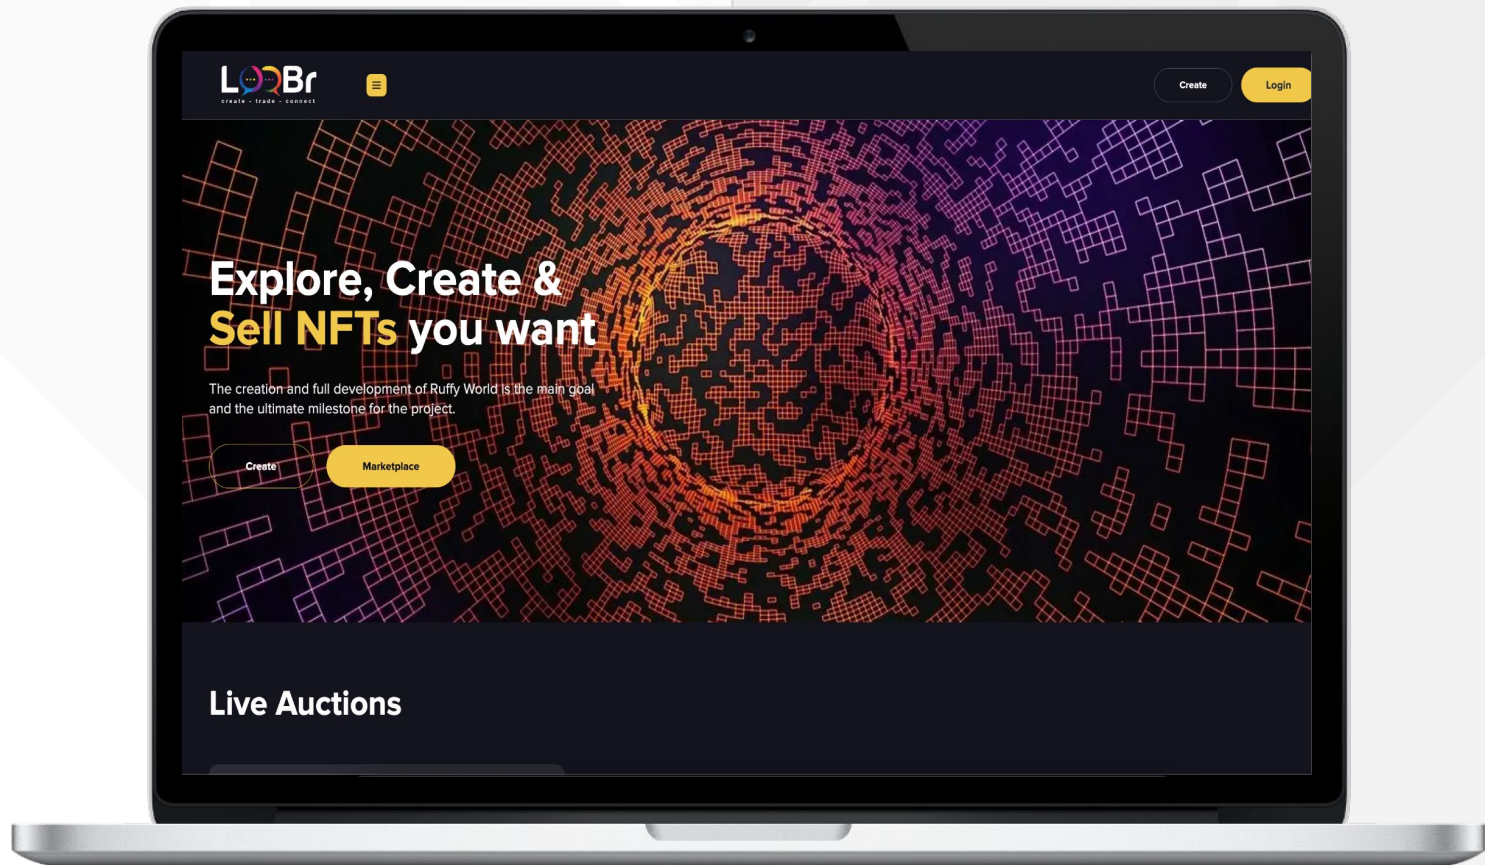 LOOBr
create - trade - connect
Create
Login
Explore, Create &
Sell NFTs you want
The creation and full development of Ruffy World is the main goal
and the ultimate milestone for the project.
Create
Marketplace
Live Auctions